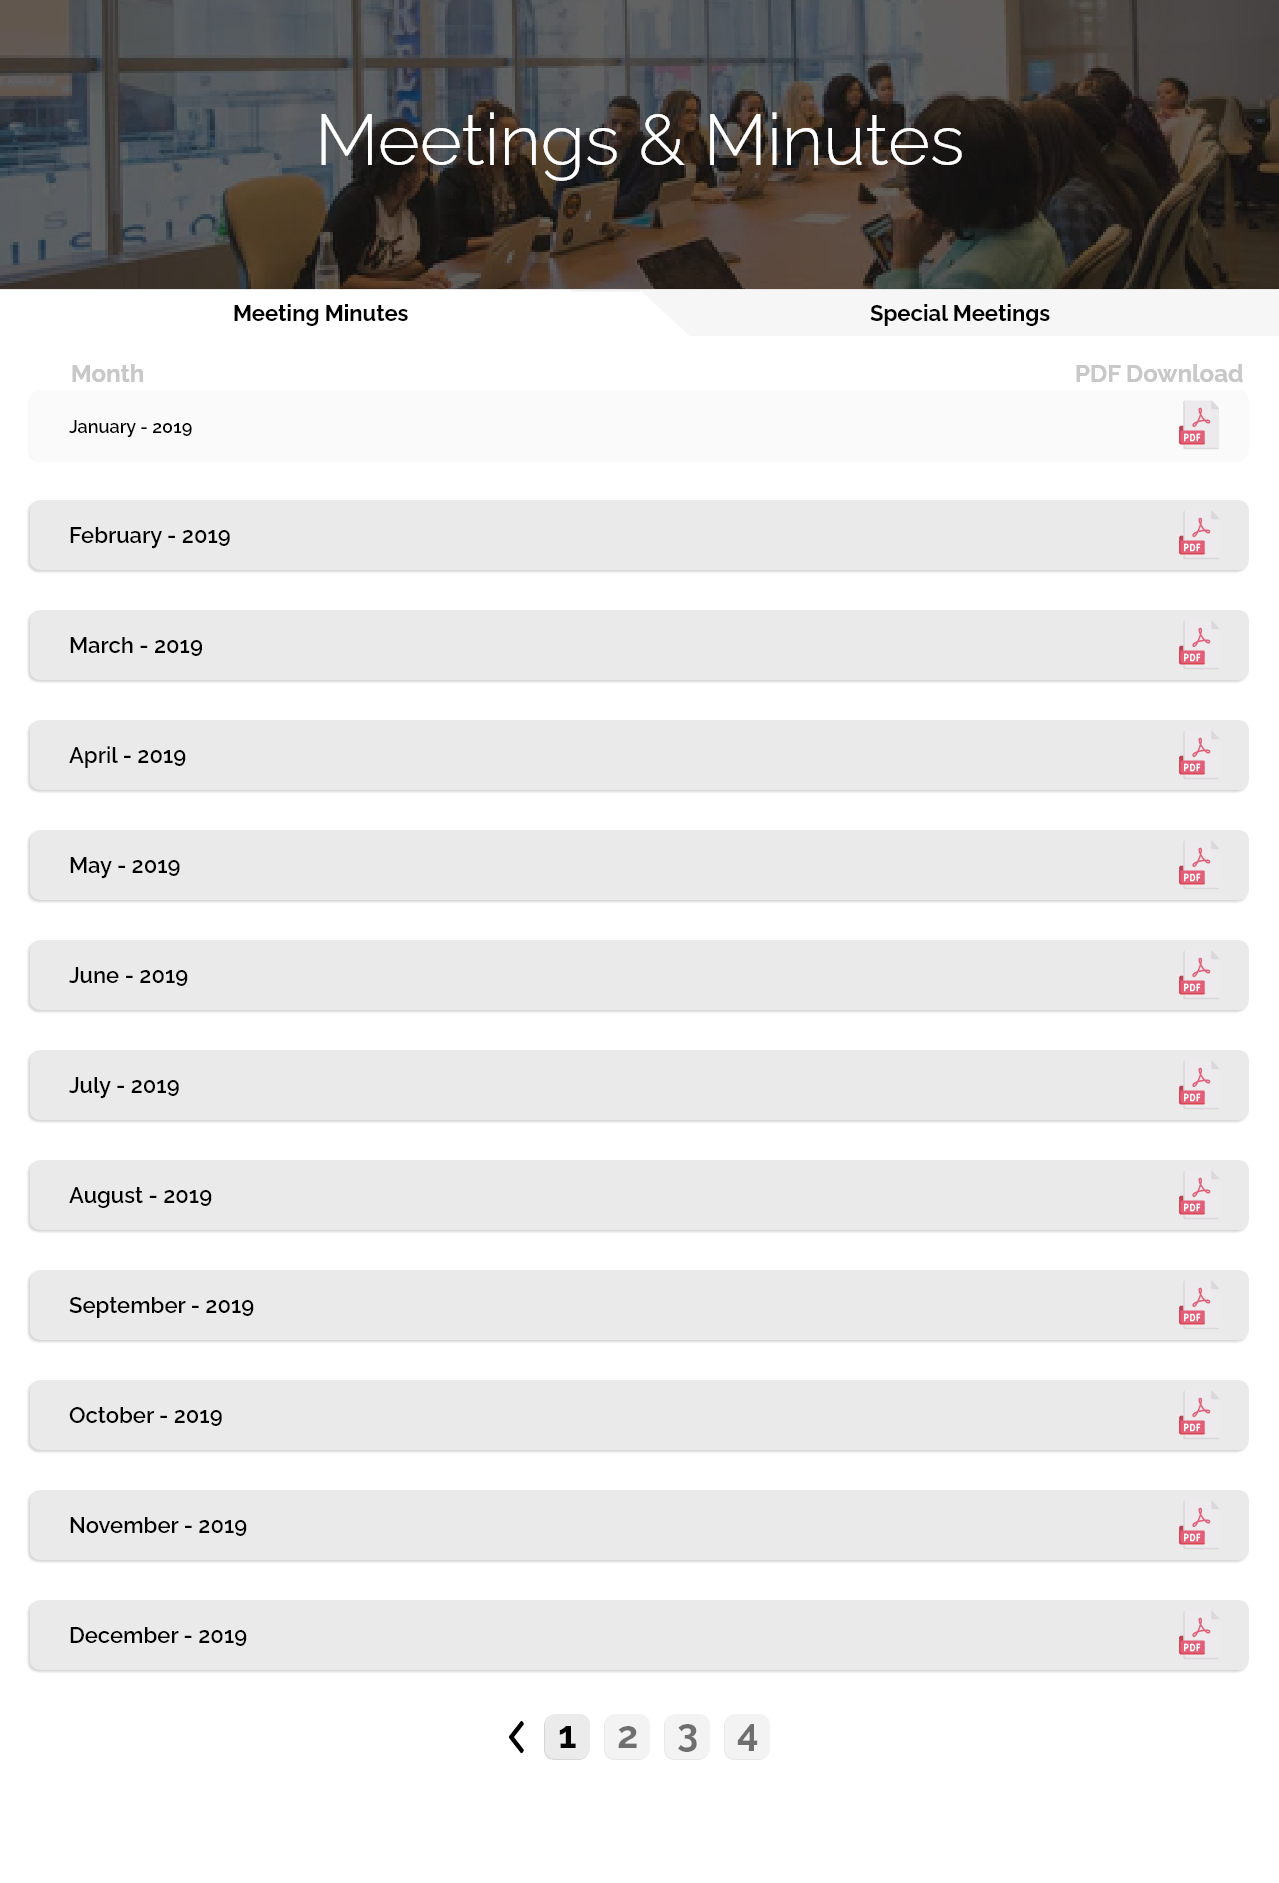 Meetings & Minutes
Meeting Minutes
Special Meetings
Month
PDF Download
January - 2019
PDF
February - 2019
PDF
March - 2019
PDF
April - 2019
PDF
May - 2019
PDF
June - 2019
PDF
July - 2019
PDF
August - 2019
PDF
September - 2019
PDF
October - 2019
PDF
November - 2019
PDF
December - 2019
PDF
1 2 3 4